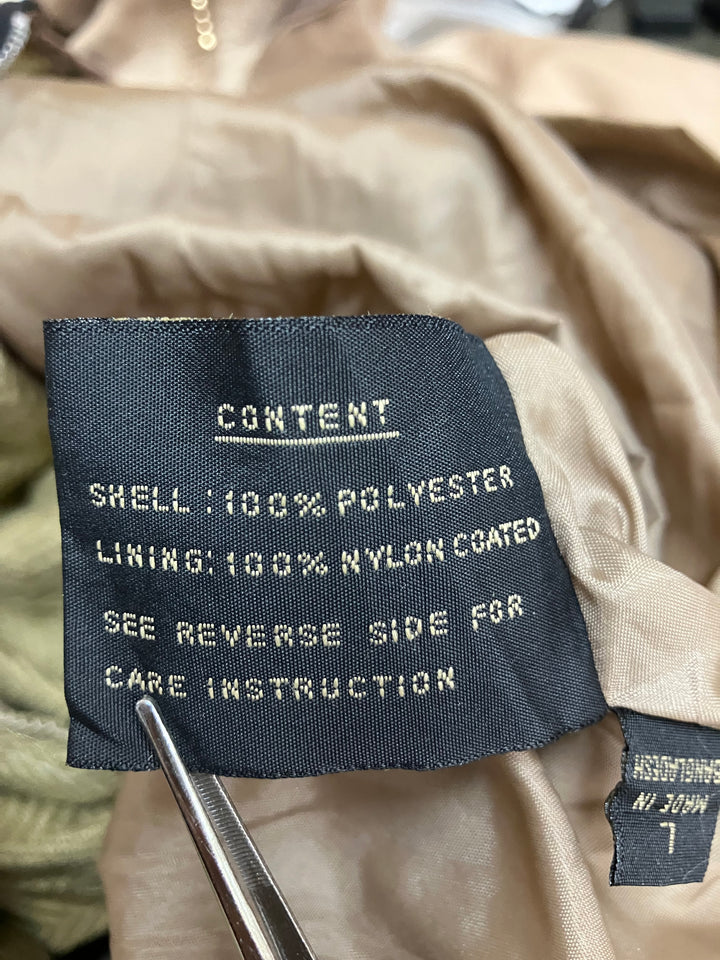 CONTENT
SHELL: 100% POLYESTER
LINING: 100% NYLON COATED
SEE REVERSE SIDE FOR
CARE INSTRUCTION
L
MADE IN
BANGLADESH